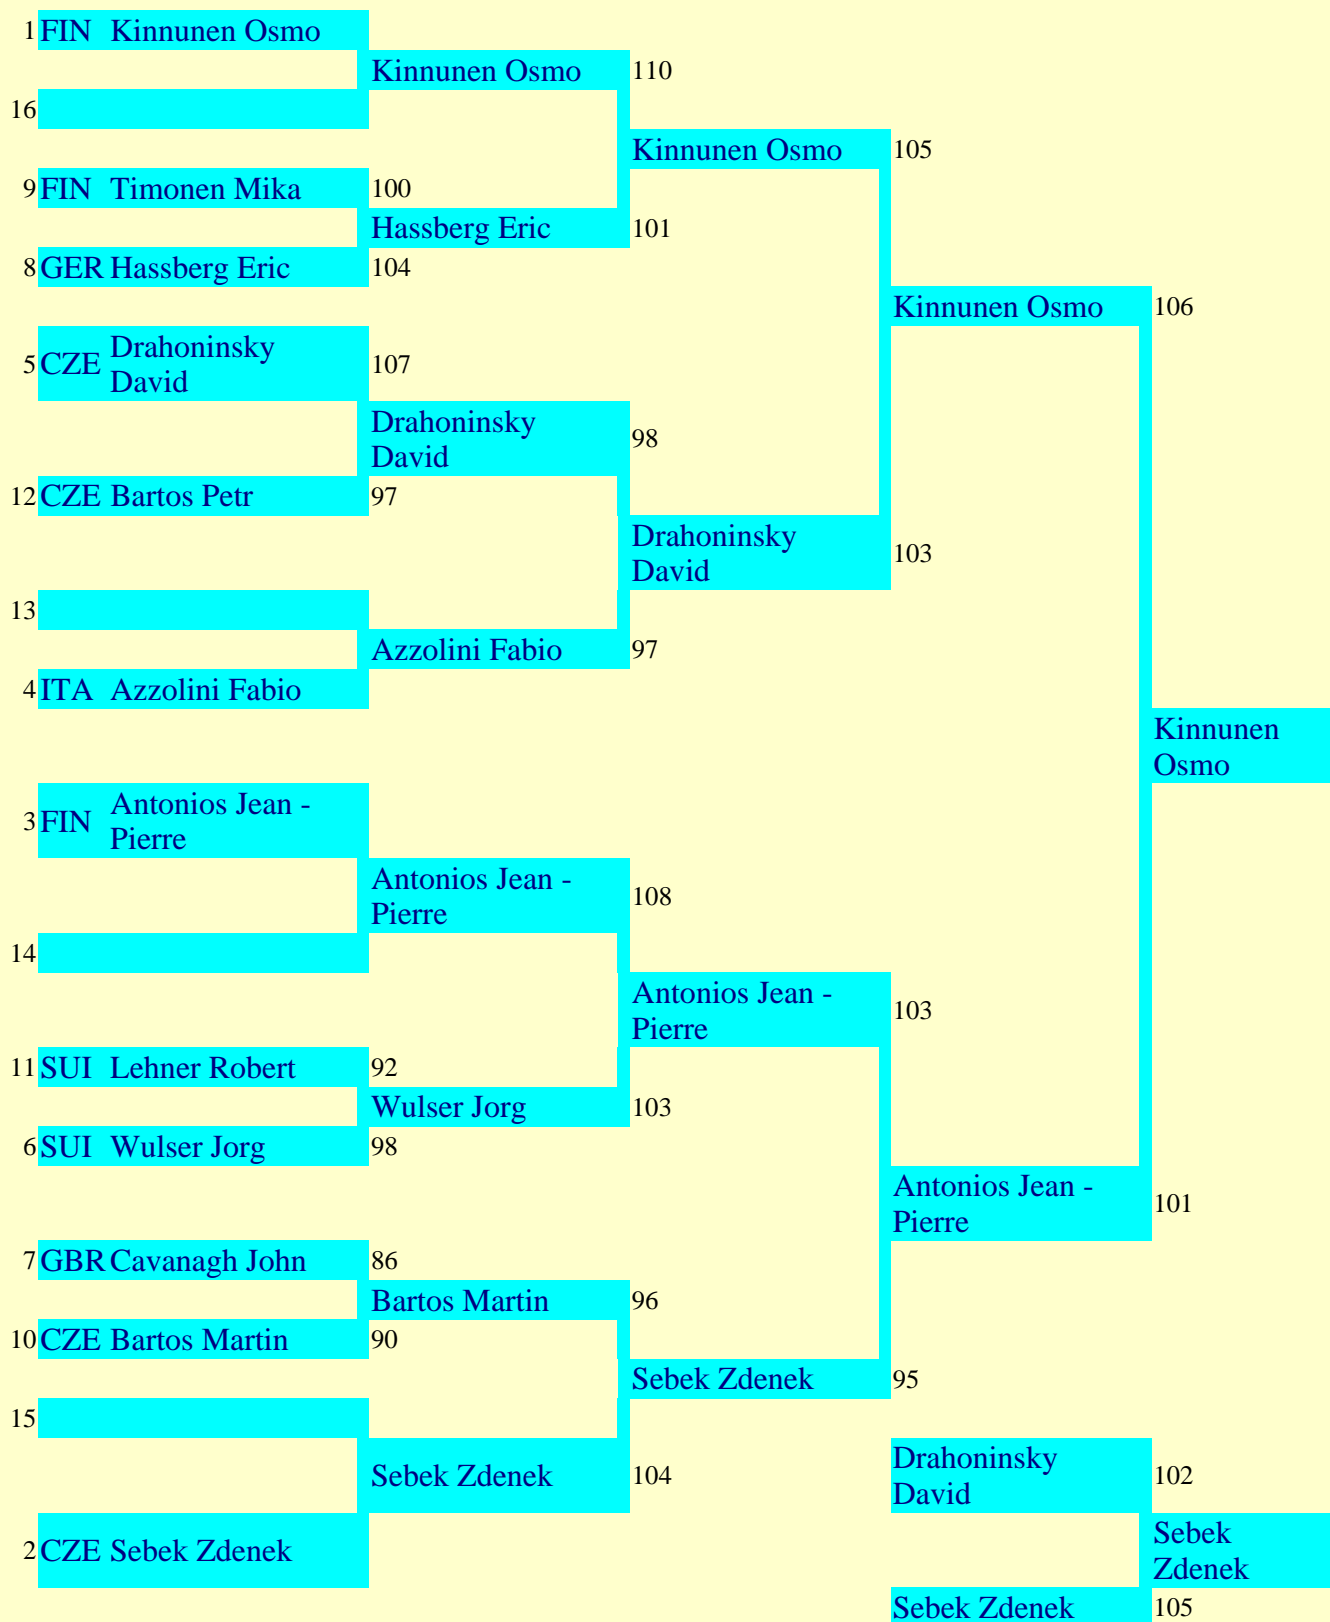 1 FIN Kinnunen Osmo
Kinnunen Osmo 110
16
Kinnunen Osmo 105
9 FIN Timonen Mika 100
Hassberg Eric 101
8 GER Hassberg Eric 104
Kinnunen Osmo 106
5 CZE Drahoninsky
David 107
Drahoninsky
David 98
12 CZE Bartos Petr 97
Drahoninsky
David 103
13
Azzolini Fabio 97
4 ITA Azzolini Fabio
Kinnunen
Osmo
3 FIN Antonios Jean -
Pierre
Antonios Jean -
Pierre 108
14
Antonios Jean -
Pierre 103
11 SUI Lehner Robert 92
Wulser Jorg 103
6 SUI Wulser Jorg 98
Antonios Jean -
Pierre 101
7 GBR Cavanagh John 86
Bartos Martin 96
10 CZE Bartos Martin 90
Sebek Zdenek 95
15
Sebek Zdenek 104
Drahoninsky
David 102
2 CZE Sebek Zdenek
Sebek
Zdenek
Sebek Zdenek 105